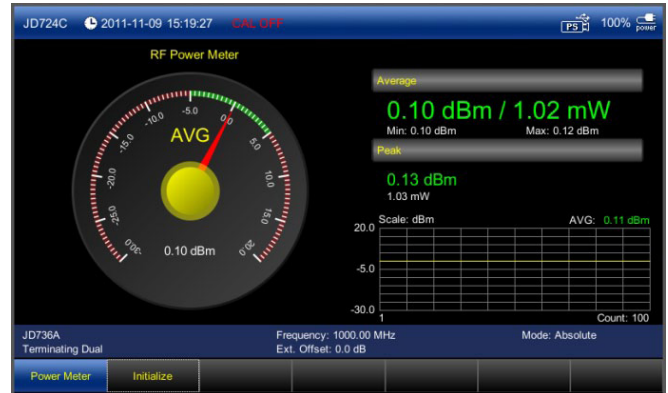 JD724C 2011-11-09 15:19:27 CAL OFF PS 100% power
RF Power Meter
-30.0 -25.0 -20.0 -15.0 -10.0 -5.0 0.0 5.0 10.0 15.0 20.0
AVG
0.10 dBm
Average
0.10 dBm / 1.02 mW
Min: 0.10 dBm Max: 0.12 dBm
Peak
0.13 dBm
1.03 mW
Scale: dBm AVG: 0.11 dBm
20.0
-5.0
-30.0
1 Count: 100
JD736A Frequency: 1000.00 MHz Mode: Absolute
Terminating Dual Ext. Offset: 0.0 dB
Power Meter Initialize